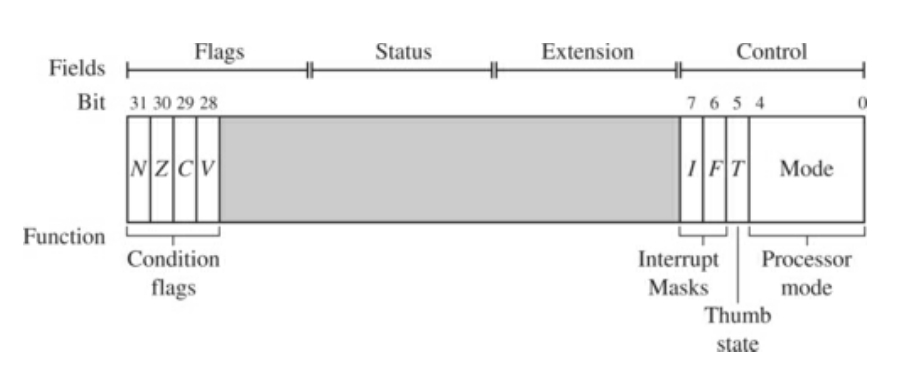 Fields Flags Status Extension Control
Bit 31 30 29 28 7 6 5 4 0
N Z C V I F T Mode
Function
Condition
flags
Interrupt
Masks
Thumb
state
Processor
mode